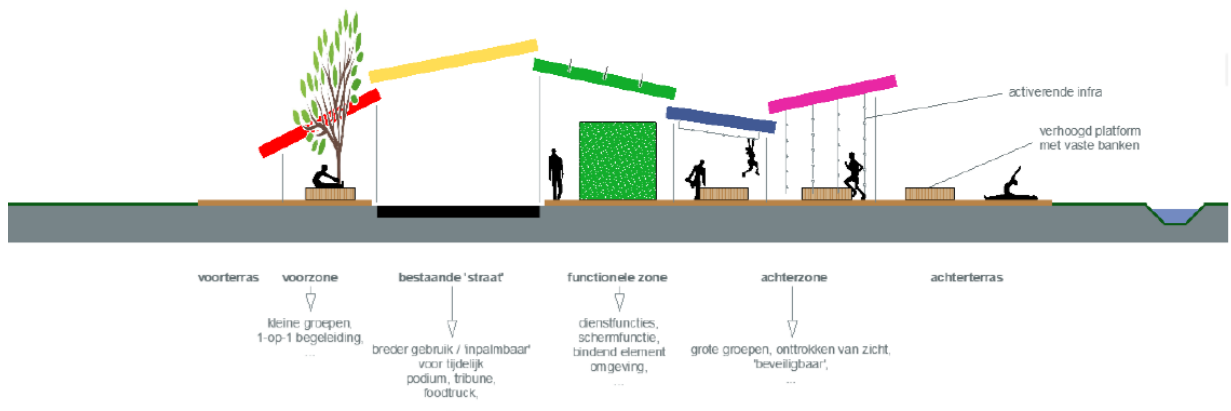 activerende infra
verhoogd platform
met vaste banken
voorterras
voorzone
bestaande 'straat'
functionele zone
achterzone
achterterras
kleine groepen,
1-op-1 begeleiding,
...
breder gebruik / 'inpalmbaar'
voor tijdelijk
podium, tribune,
foodtruck,
dienstfuncties,
schermfunctie,
bindend element
omgeving,
...
grote groepen, onttrokken van zicht,
'beveiligbaar',
...